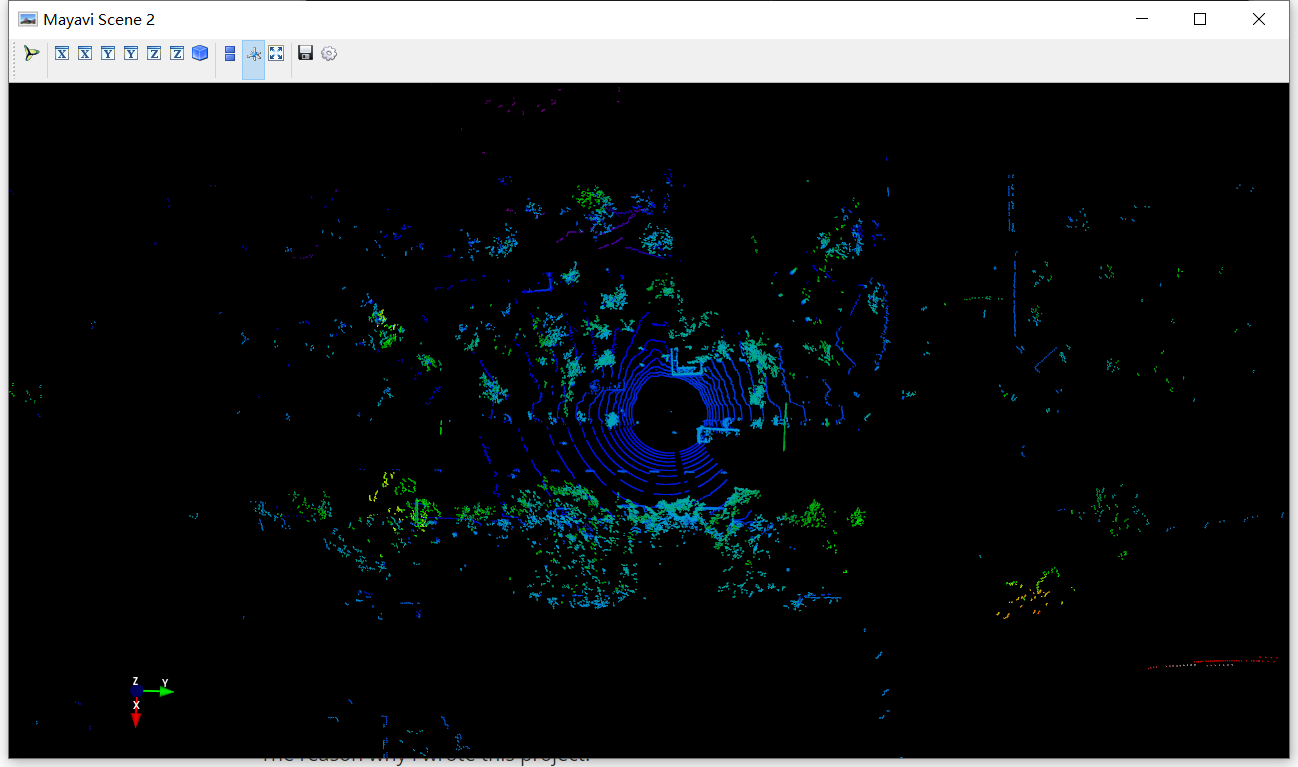 Mayavi Scene 2
X X Y Y Z Z
Z
Y
X
The reason why I wrote this project.